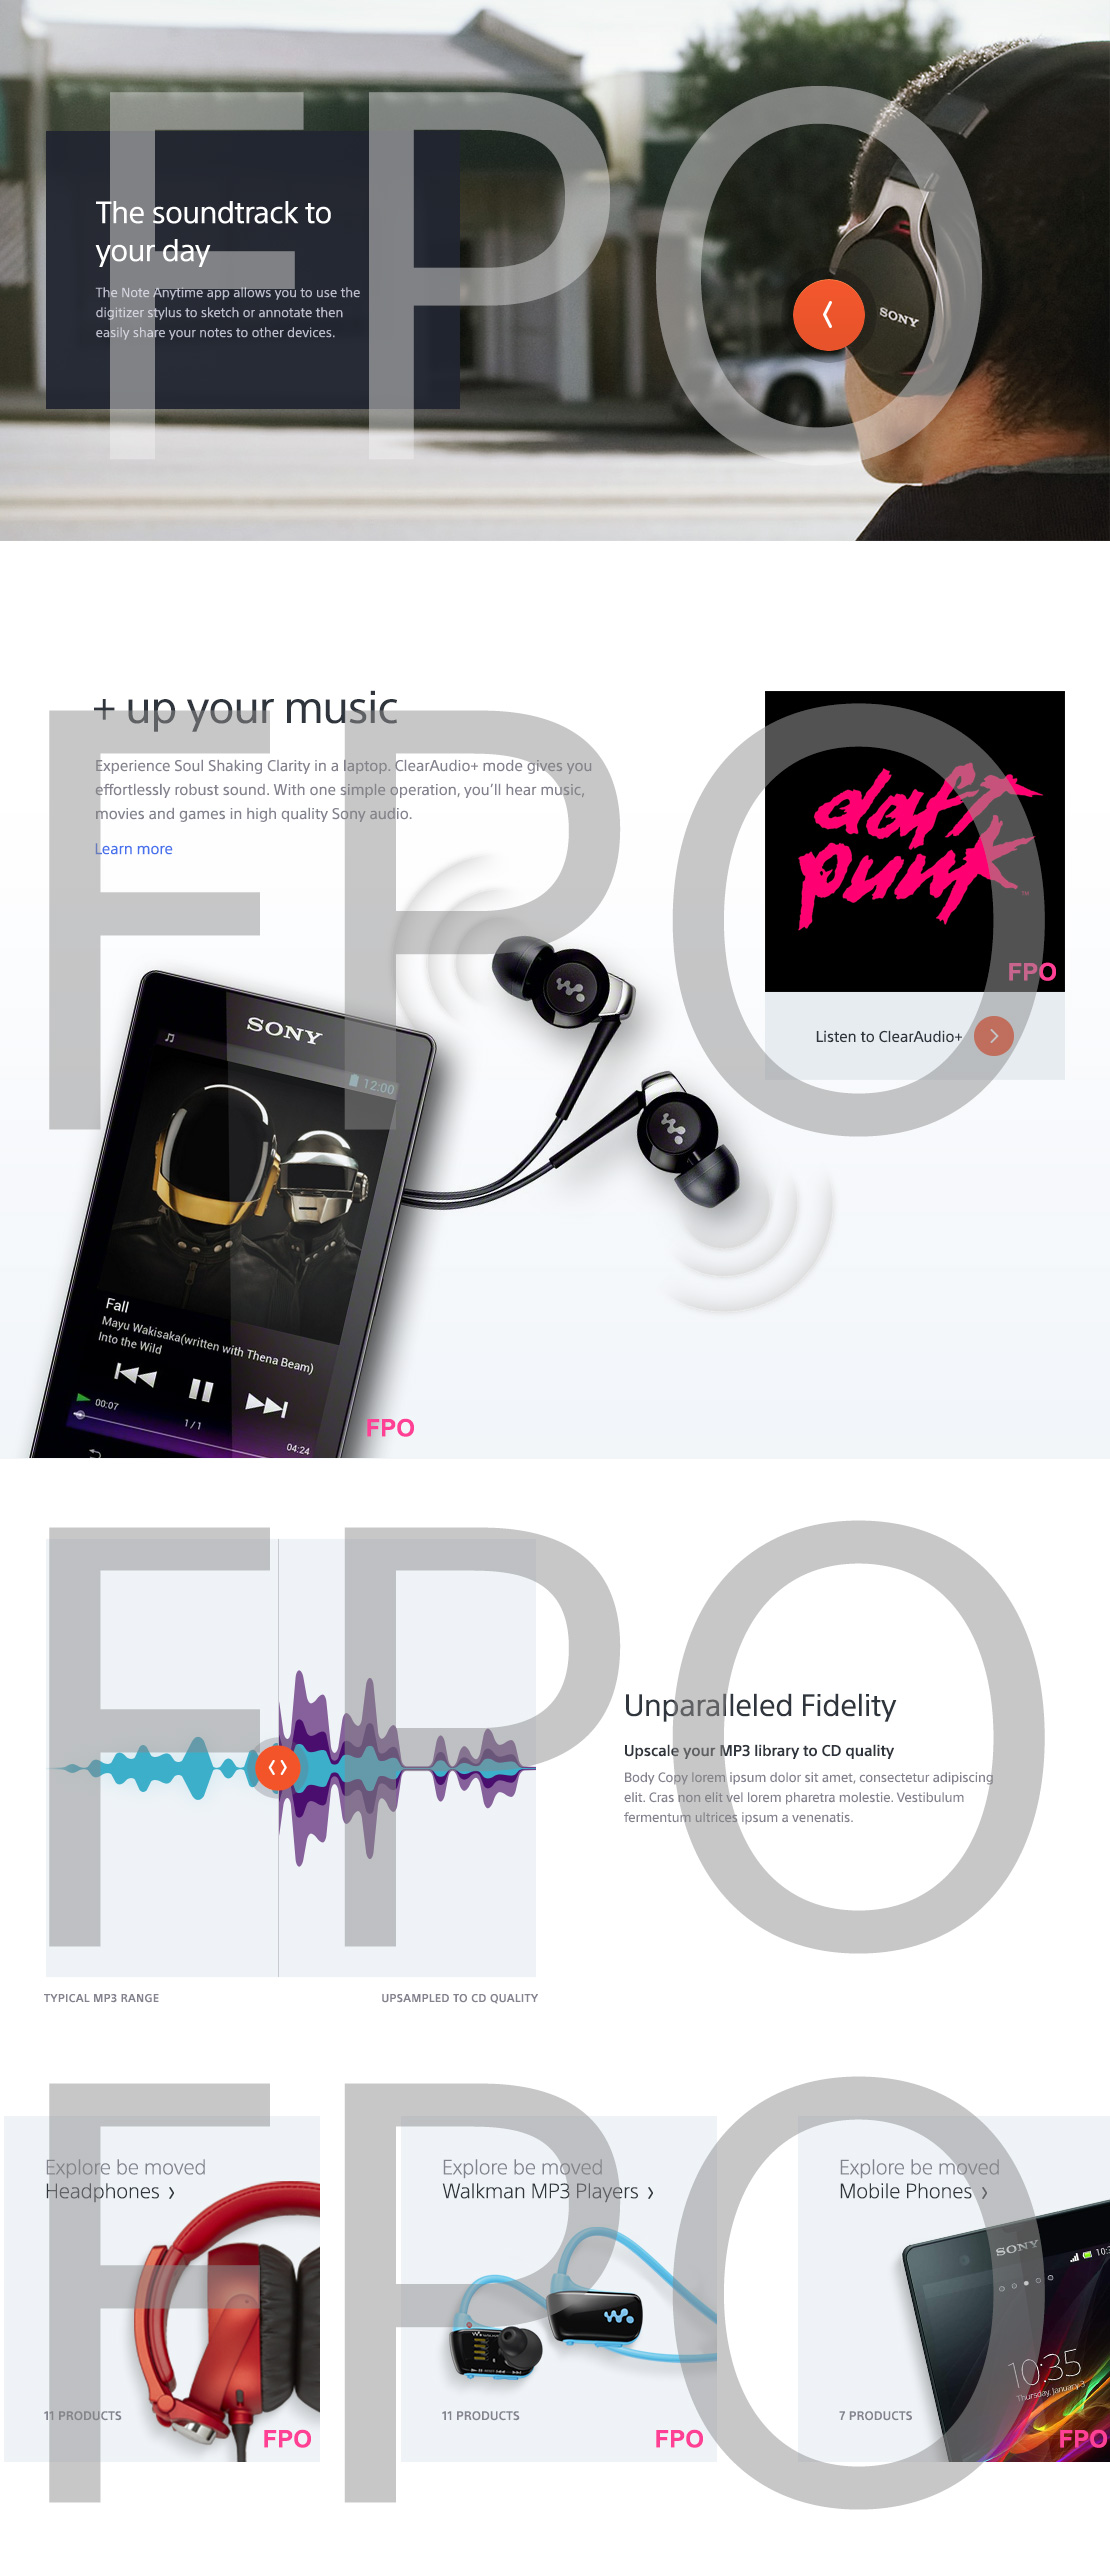 FPO
The soundtrack to
your day
The Note Anytime app allows you to use the
digitizer stylus to sketch or annotate then
easily share your notes to other devices.
SONY
FPO
+ up your music
Experience Soul Shaking Clarity in a laptop. ClearAudio+ mode gives you
effortlessly robust sound. With one simple operation, you'll hear music,
movies and games in high quality Sony audio.
Learn more
daft
punk
TM
FPO
Listen to ClearAudio+
SONY
12:00
Fall
Mayu Wakisaka(written with Thena Beam)
Into the Wild
00:07
1 / 1
04:24
FPO
FPO
Unparalleled Fidelity
Upscale your MP3 library to CD quality
Body Copy lorem ipsum dolor sit amet, consectetur adipiscing
elit. Cras non elit vel lorem pharetra molestie. Vestibulum
fermentum ultrices ipsum a venenatis.
TYPICAL MP3 RANGE
UPSAMPLED TO CD QUALITY
FPO
Explore be moved
Headphones ›
11 PRODUCTS
FPO
Explore be moved
Walkman MP3 Players ›
11 PRODUCTS
FPO
Explore be moved
Mobile Phones ›
SONY
10:35
Thursday, January 3
7 PRODUCTS
FPO